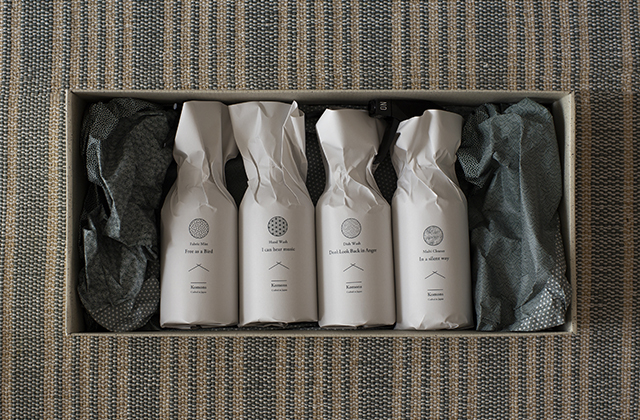 Fabric Mist
Free as a Bird
Komons
Hand Wash
I can hear music
Komons
Dish Wash
Don't Look Back in Anger
Komons
Multi Cleaner
In a silent way
Komons
NO